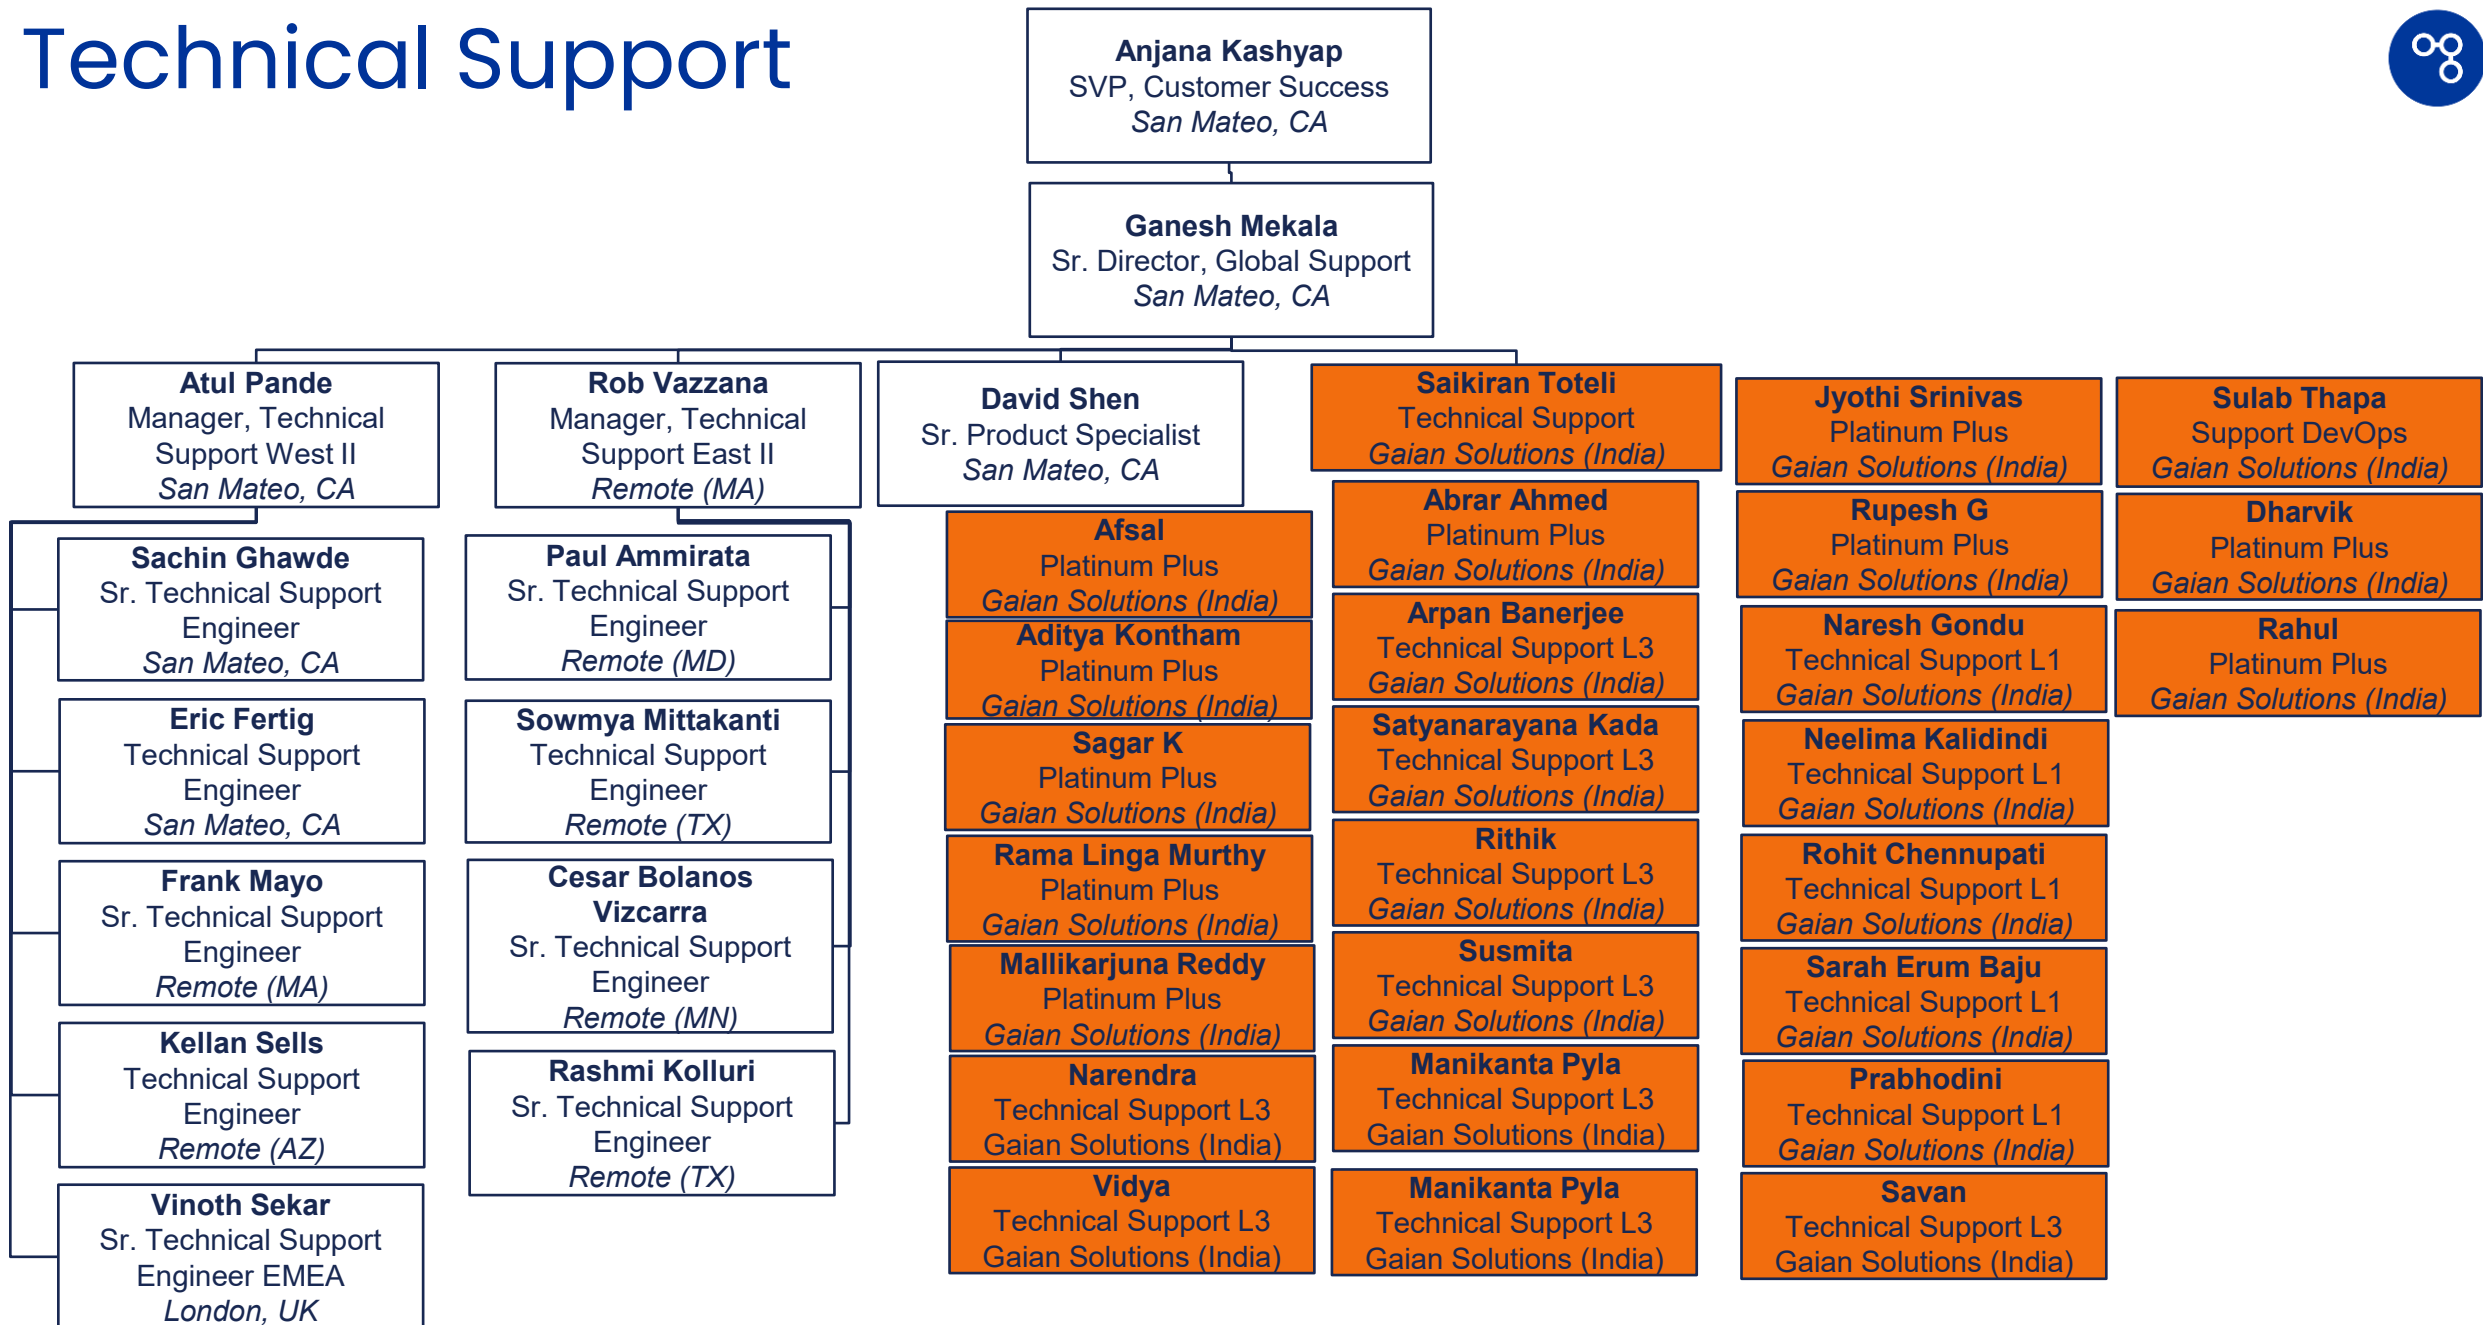 Technical Support
Anjana Kashyap
SVP, Customer Success
San Mateo, CA
Ganesh Mekala
Sr. Director, Global Support
San Mateo, CA
Atul Pande
Manager, Technical
Support West II
San Mateo, CA
Sachin Ghawde
Sr. Technical Support
Engineer
San Mateo, CA
Eric Fertig
Technical Support
Engineer
San Mateo, CA
Frank Mayo
Sr. Technical Support
Engineer
Remote (MA)
Kellan Sells
Technical Support
Engineer
Remote (AZ)
Vinoth Sekar
Sr. Technical Support
Engineer EMEA
London, UK
Rob Vazzana
Manager, Technical
Support East II
Remote (MA)
Paul Ammirata
Sr. Technical Support
Engineer
Remote (MD)
Sowmya Mittakanti
Technical Support
Engineer
Remote (TX)
Cesar Bolanos
Vizcarra
Sr. Technical Support
Engineer
Remote (MN)
Rashmi Kolluri
Sr. Technical Support
Engineer
Remote (TX)
David Shen
Sr. Product Specialist
San Mateo, CA
Afsal
Platinum Plus
Gaian Solutions (India)
Aditya Kontham
Platinum Plus
Gaian Solutions (India)
Sagar K
Platinum Plus
Gaian Solutions (India)
Rama Linga Murthy
Platinum Plus
Gaian Solutions (India)
Mallikarjuna Reddy
Platinum Plus
Gaian Solutions (India)
Narendra
Technical Support L3
Gaian Solutions (India)
Vidya
Technical Support L3
Gaian Solutions (India)
Saikiran Toteli
Technical Support
Gaian Solutions (India)
Abrar Ahmed
Platinum Plus
Gaian Solutions (India)
Arpan Banerjee
Technical Support L3
Gaian Solutions (India)
Satyanarayana Kada
Technical Support L3
Gaian Solutions (India)
Rithik
Technical Support L3
Gaian Solutions (India)
Susmita
Technical Support L3
Gaian Solutions (India)
Manikanta Pyla
Technical Support L3
Gaian Solutions (India)
Manikanta Pyla
Technical Support L3
Gaian Solutions (India)
Jyothi Srinivas
Platinum Plus
Gaian Solutions (India)
Rupesh G
Platinum Plus
Gaian Solutions (India)
Naresh Gondu
Technical Support L1
Gaian Solutions (India)
Neelima Kalidindi
Technical Support L1
Gaian Solutions (India)
Rohit Chennupati
Technical Support L1
Gaian Solutions (India)
Sarah Erum Baju
Technical Support L1
Gaian Solutions (India)
Prabhodini
Technical Support L1
Gaian Solutions (India)
Savan
Technical Support L3
Gaian Solutions (India)
Sulab Thapa
Support DevOps
Gaian Solutions (India)
Dharvik
Platinum Plus
Gaian Solutions (India)
Rahul
Platinum Plus
Gaian Solutions (India)